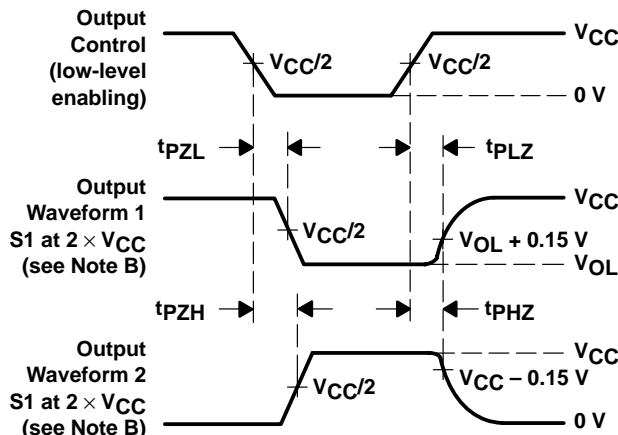 Output
Control
(low-level
enabling)
VCC/2
VCC/2
VCC
0 V
tPZL
tPLZ
Output
Waveform 1
S1 at 2 × VCC
(see Note B)
VCC/2
VCC
VOL + 0.15 V
VOL
tPZH
tPHZ
Output
Waveform 2
S1 at 2 × VCC
(see Note B)
VCC/2
VCC
VCC – 0.15 V
0 V